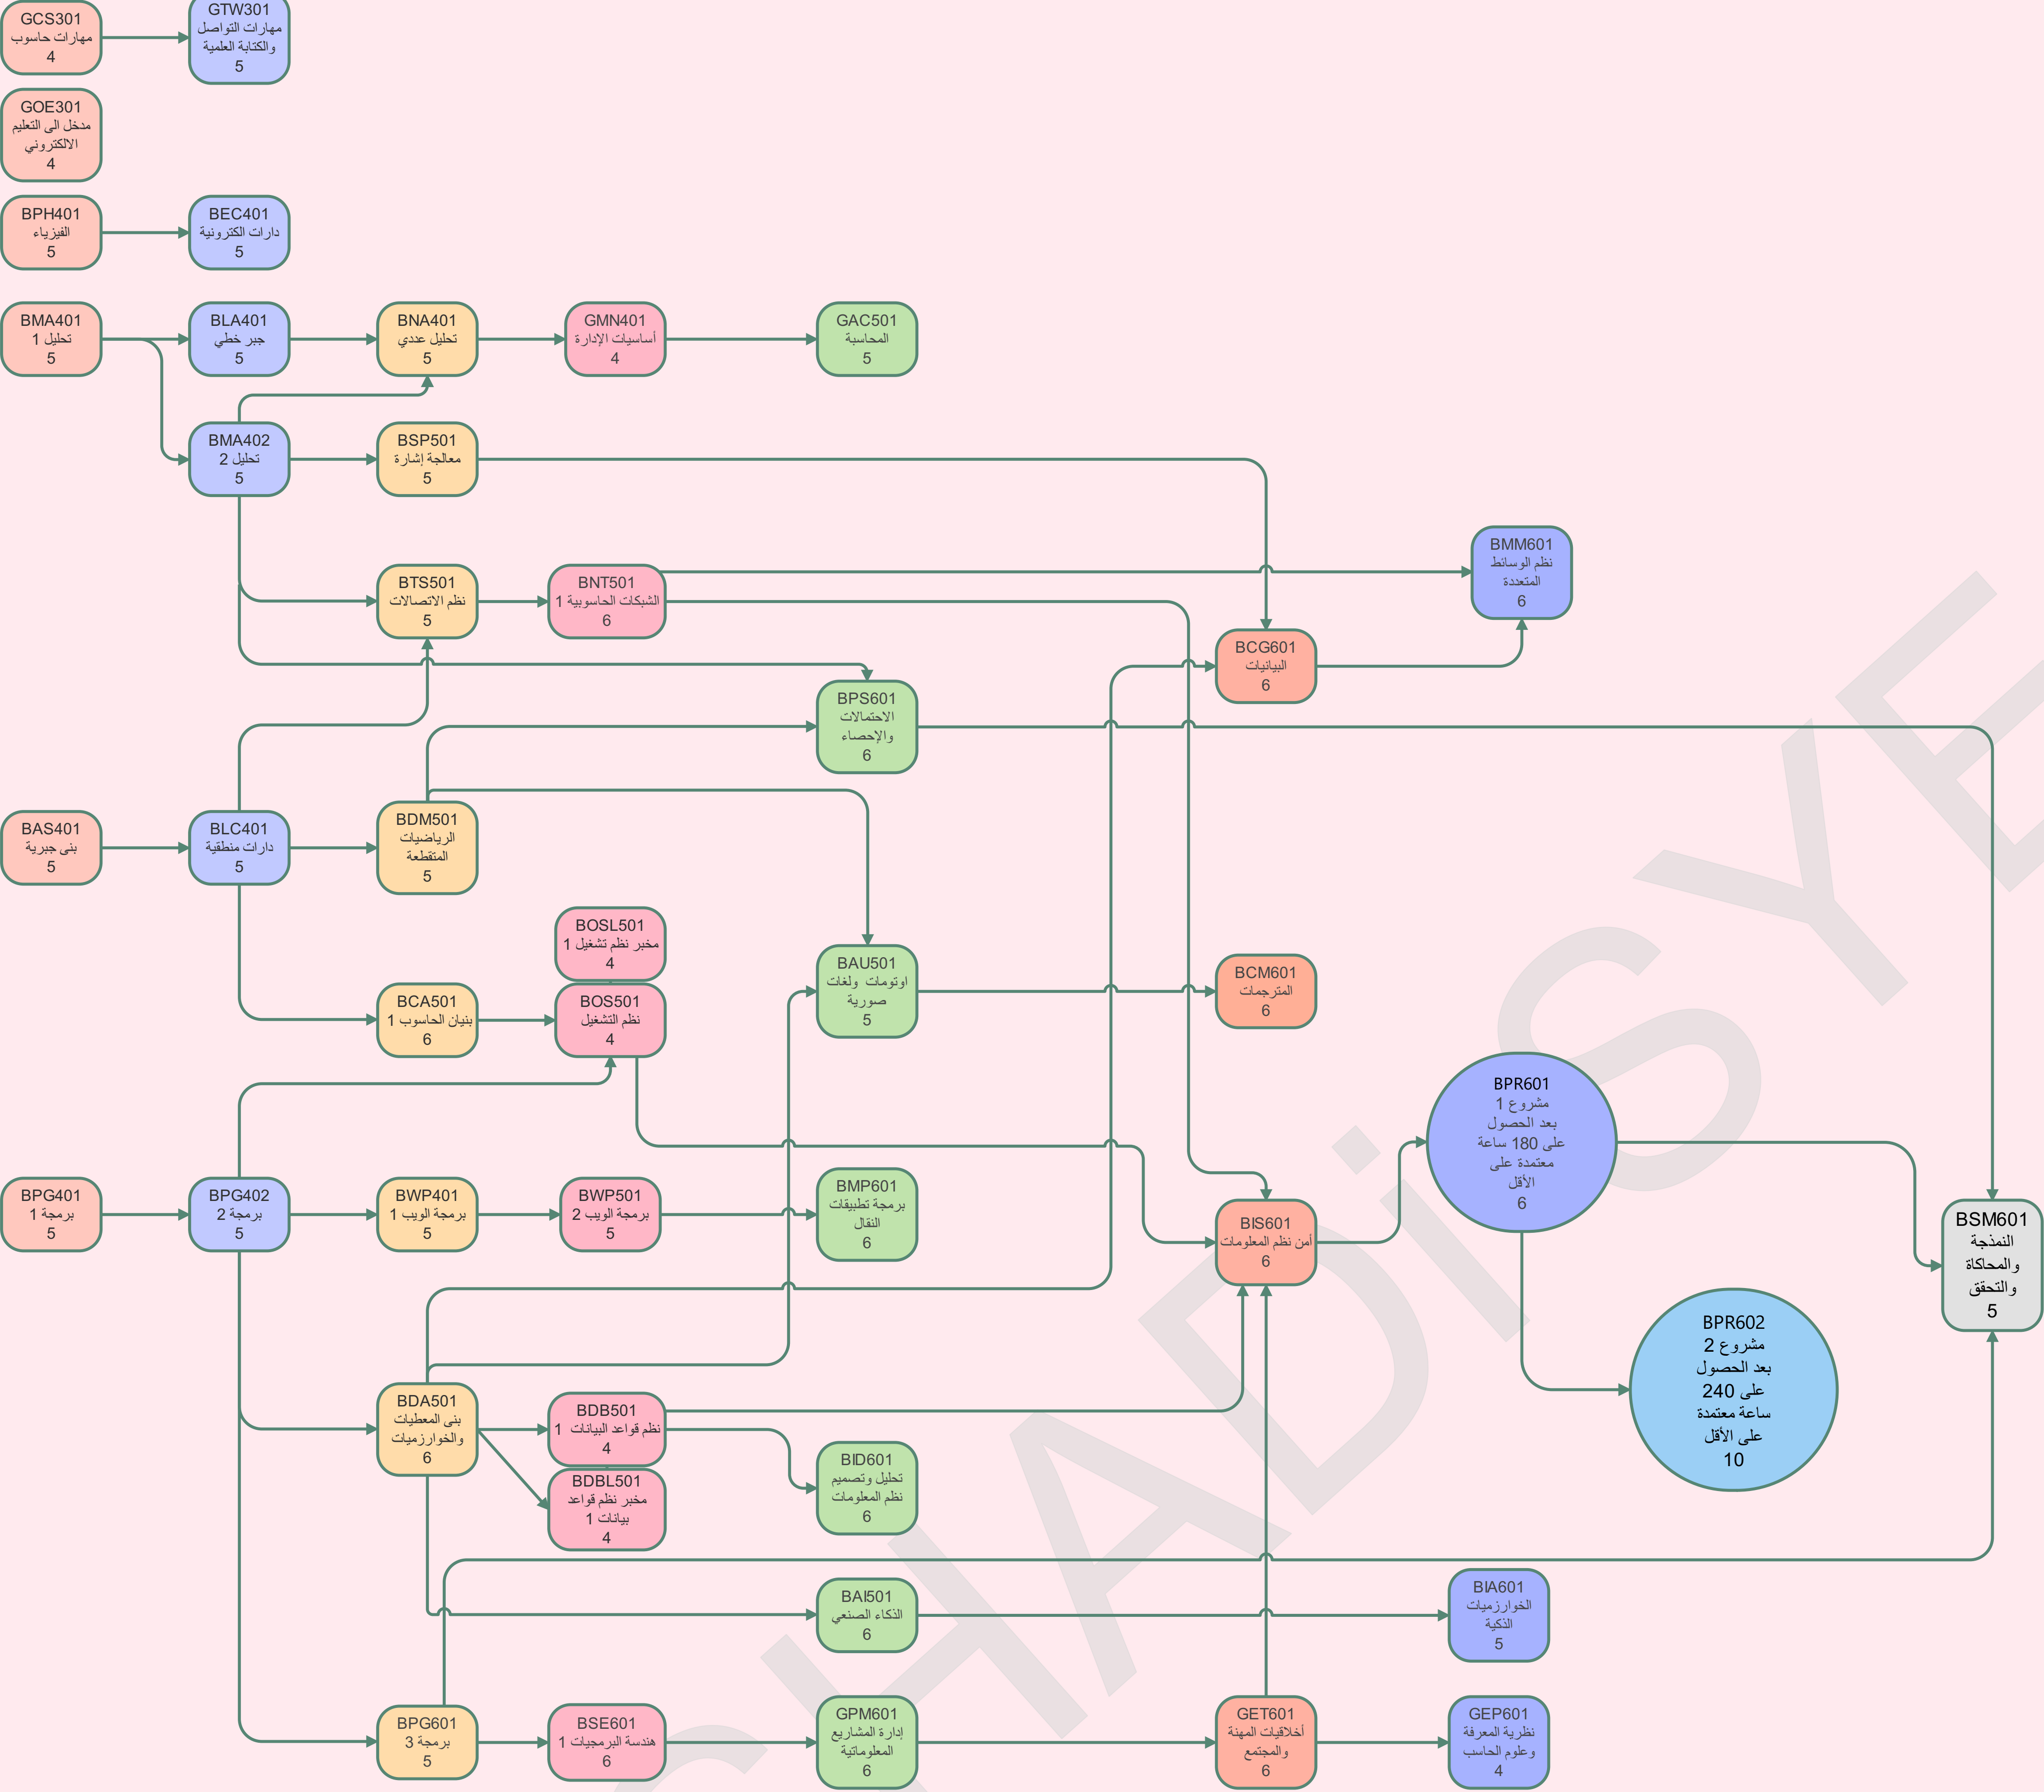 GCS301
مهارات حاسوب
4
GTW301
مهارات التواصل
والكتابة العلمية
5
GOE301
مدخل الى التعليم
الالكتروني
4
BPH401
الفيزياء
5
BEC401
دارات الكترونية
5
BMA401
تحليل 1
5
BLA401
جبر خطي
5
BNA401
تحليل عددي
5
GMN401
أساسيات الإدارة
4
GAC501
المحاسبة
5
BMA402
تحليل 2
5
BSP501
معالجة إشارة
5
BTS501
نظم الاتصالات
5
BNT501
الشبكات الحاسوبية 1
6
BMM601
نظم الوسائط
المتعددة
6
BCG601
البيانيات
6
BPS601
الاحتمالات
والإحصاء
6
BAS401
بنى جبرية
5
BLC401
دارات منطقية
5
BDM501
الرياضيات
المتقطعة
5
BOSL501
مخبر نظم تشغيل 1
4
BCA501
بنيان الحاسوب 1
6
BOS501
نظم التشغيل
4
BAU501
اوتومات ولغات
صورية
5
BCM601
المترجمات
6
BPR601
مشروع 1
بعد الحصول
على 180 ساعة
معتمدة على
الأقل
6
BPG401
برمجة 1
5
BPG402
برمجة 2
5
BWP401
برمجة الويب 1
5
BWP501
برمجة الويب 2
5
BMP601
برمجة تطبيقات
النقال
6
BIS601
أمن نظم المعلومات
6
BSM601
النمذجة
والمحاكاة
والتحقق
5
BPR602
مشروع 2
بعد الحصول
على 240
ساعة معتمدة
على الأقل
10
BDA501
بنى المعطيات
والخوارزميات
6
BDB501
نظم قواعد البيانات 1
4
BDBL501
مخبر نظم قواعد
بيانات 1
4
BID601
تحليل وتصميم
نظم المعلومات
6
BAI501
الذكاء الصنعي
6
BIA601
الخوارزميات
الذكية
5
BPG601
برمجة 3
5
BSE601
هندسة البرمجيات 1
6
GPM601
إدارة المشاريع
المعلوماتية
6
GET601
أخلاقيات المهنة
والمجتمع
6
GEP601
نظرية المعرفة
وعلوم الحاسب
4